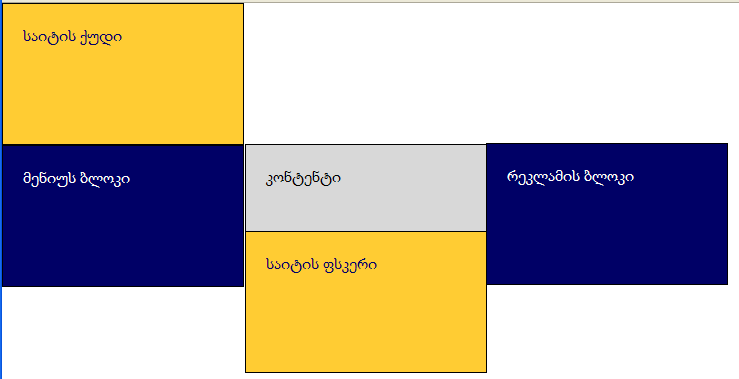 საიტის ქუდი
მენიუს ბლოკი
კონტენტი
რეკლამის ბლოკი
საიტის ფსკერი